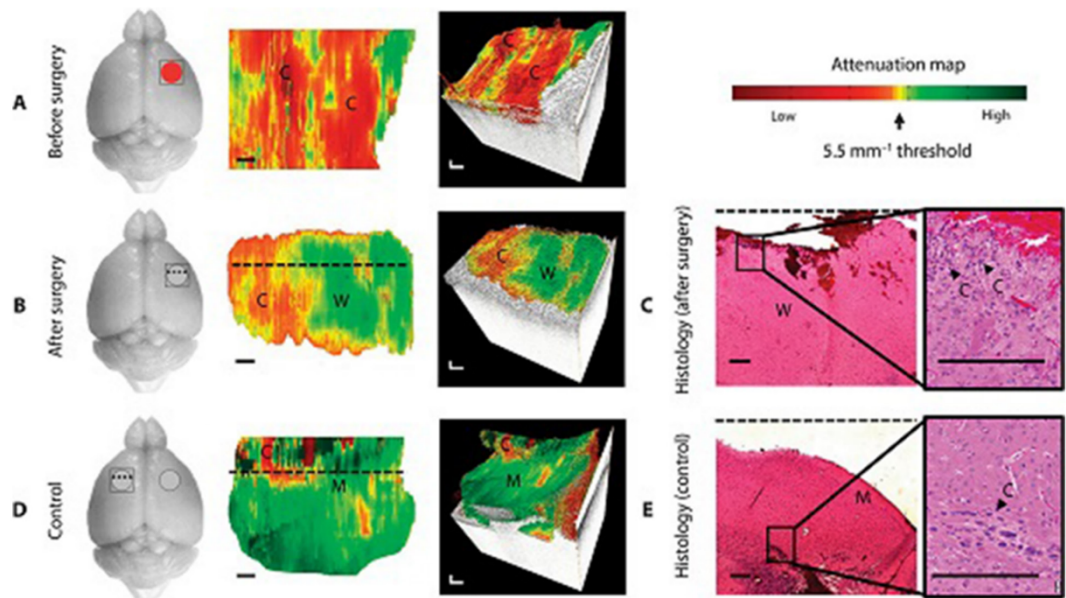 A
Before surgery
C
C
C
C
Attenuation map
Low
High
5.5 mm⁻¹ threshold
B
After surgery
C
W
C
W
C
Histology (after surgery)
W
C
C
D
Control
C
M
C
M
E
Histology (control)
M
C